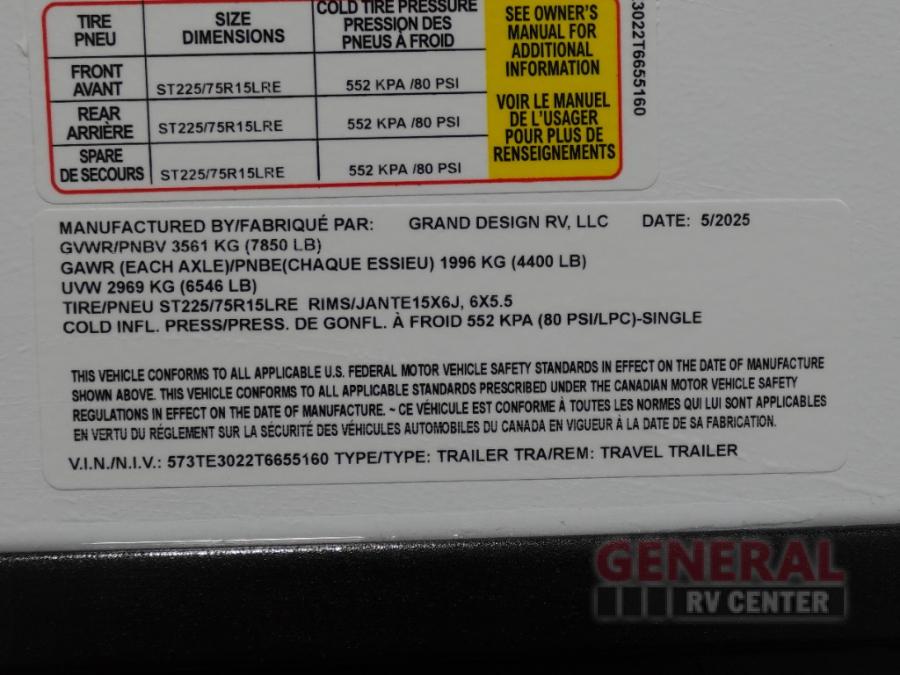 TIRE SIZE COLD TIRE PRESSURE
PNEU DIMENSIONS PRESSION DES
PNEUS À FROID
FRONT
AVANT ST225/75R15LRE 552 KPA /80 PSI
REAR
ARRIÈRE ST225/75R15LRE 552 KPA /80 PSI
SPARE
DE SECOURS ST225/75R15LRE 552 KPA /80 PSI
SEE OWNER'S
MANUAL FOR
ADDITIONAL
INFORMATION
VOIR LE MANUEL
DE L'USAGER
POUR PLUS DE
RENSEIGNEMENTS
3022T6655160
MANUFACTURED BY/FABRIQUÉ PAR: GRAND DESIGN RV, LLC DATE: 5/2025
GVWR/PNBV 3561 KG (7850 LB)
GAWR (EACH AXLE)/PNBE(CHAQUE ESSIEU) 1996 KG (4400 LB)
UVW 2969 KG (6546 LB)
TIRE/PNEU ST225/75R15LRE RIMS/JANTE15X6J, 6X5.5
COLD INFL. PRESS/PRESS. DE GONFL. À FROID 552 KPA (80 PSI/LPC)-SINGLE
THIS VEHICLE CONFORMS TO ALL APPLICABLE U.S. FEDERAL MOTOR VEHICLE SAFETY STANDARDS IN EFFECT ON THE DATE OF MANUFACTURE
SHOWN ABOVE. THIS VEHICLE CONFORMS TO ALL APPLICABLE STANDARDS PRESCRIBED UNDER THE CANADIAN MOTOR VEHICLE SAFETY
REGULATIONS IN EFFECT ON THE DATE OF MANUFACTURE. ~ CE VÉHICULE EST CONFORME À TOUTES LES NORMES QUI LUI SONT APPLICABLES
EN VERTU DU RÉGLEMENT SUR LA SÉCURITÉ DES VÉHICULES AUTOMOBILES DU CANADA EN VIGUEUR À LA DATE DE SA FABRICATION.
V.I.N./N.I.V.: 573TE3022T6655160 TYPE/TYPE: TRAILER TRA/REM: TRAVEL TRAILER
GENERAL
RV CENTER